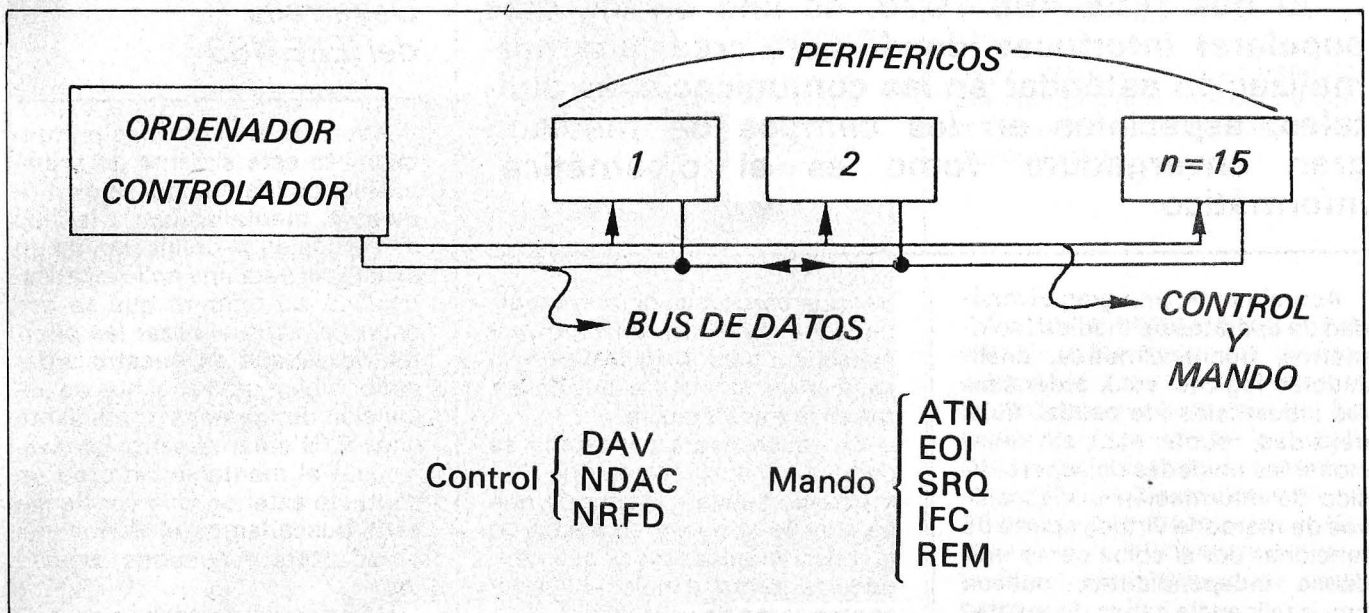 PERIFERICOS
ORDENADOR
CONTROLADOR
1
2
n=15
BUS DE DATOS
CONTROL
Y
MANDO
Control { DAV
NDAC
NRFD
Mando { ATN
EOI
SRQ
IFC
REM